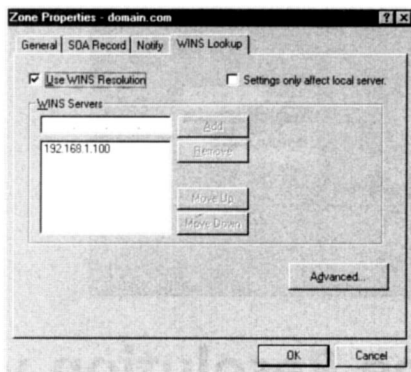 Zone Properties - domain.com
General SOA Record Notify WINS Lookup
Use WINS Resolution
Settings only affect local server.
WINS Servers
Add
192.168.1.100
Remove
Move Up
Move Down
Advanced...
OK Cancel